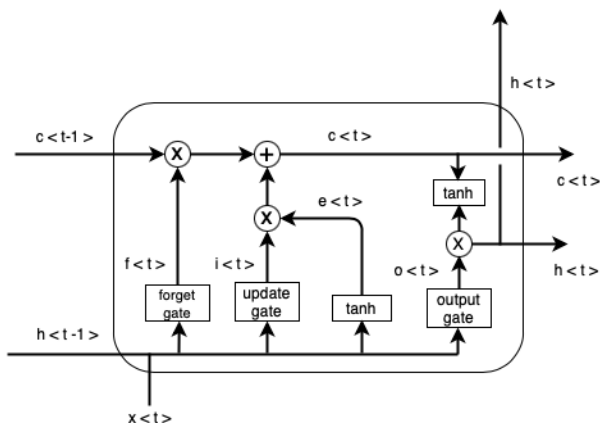 h < t >
c < t-1 >
c < t >
X
+
c < t >
tanh
e < t >
X
X
f < t >
i < t >
o < t >
h < t >
forget
gate
update
gate
tanh
output
gate
h < t -1 >
x < t >